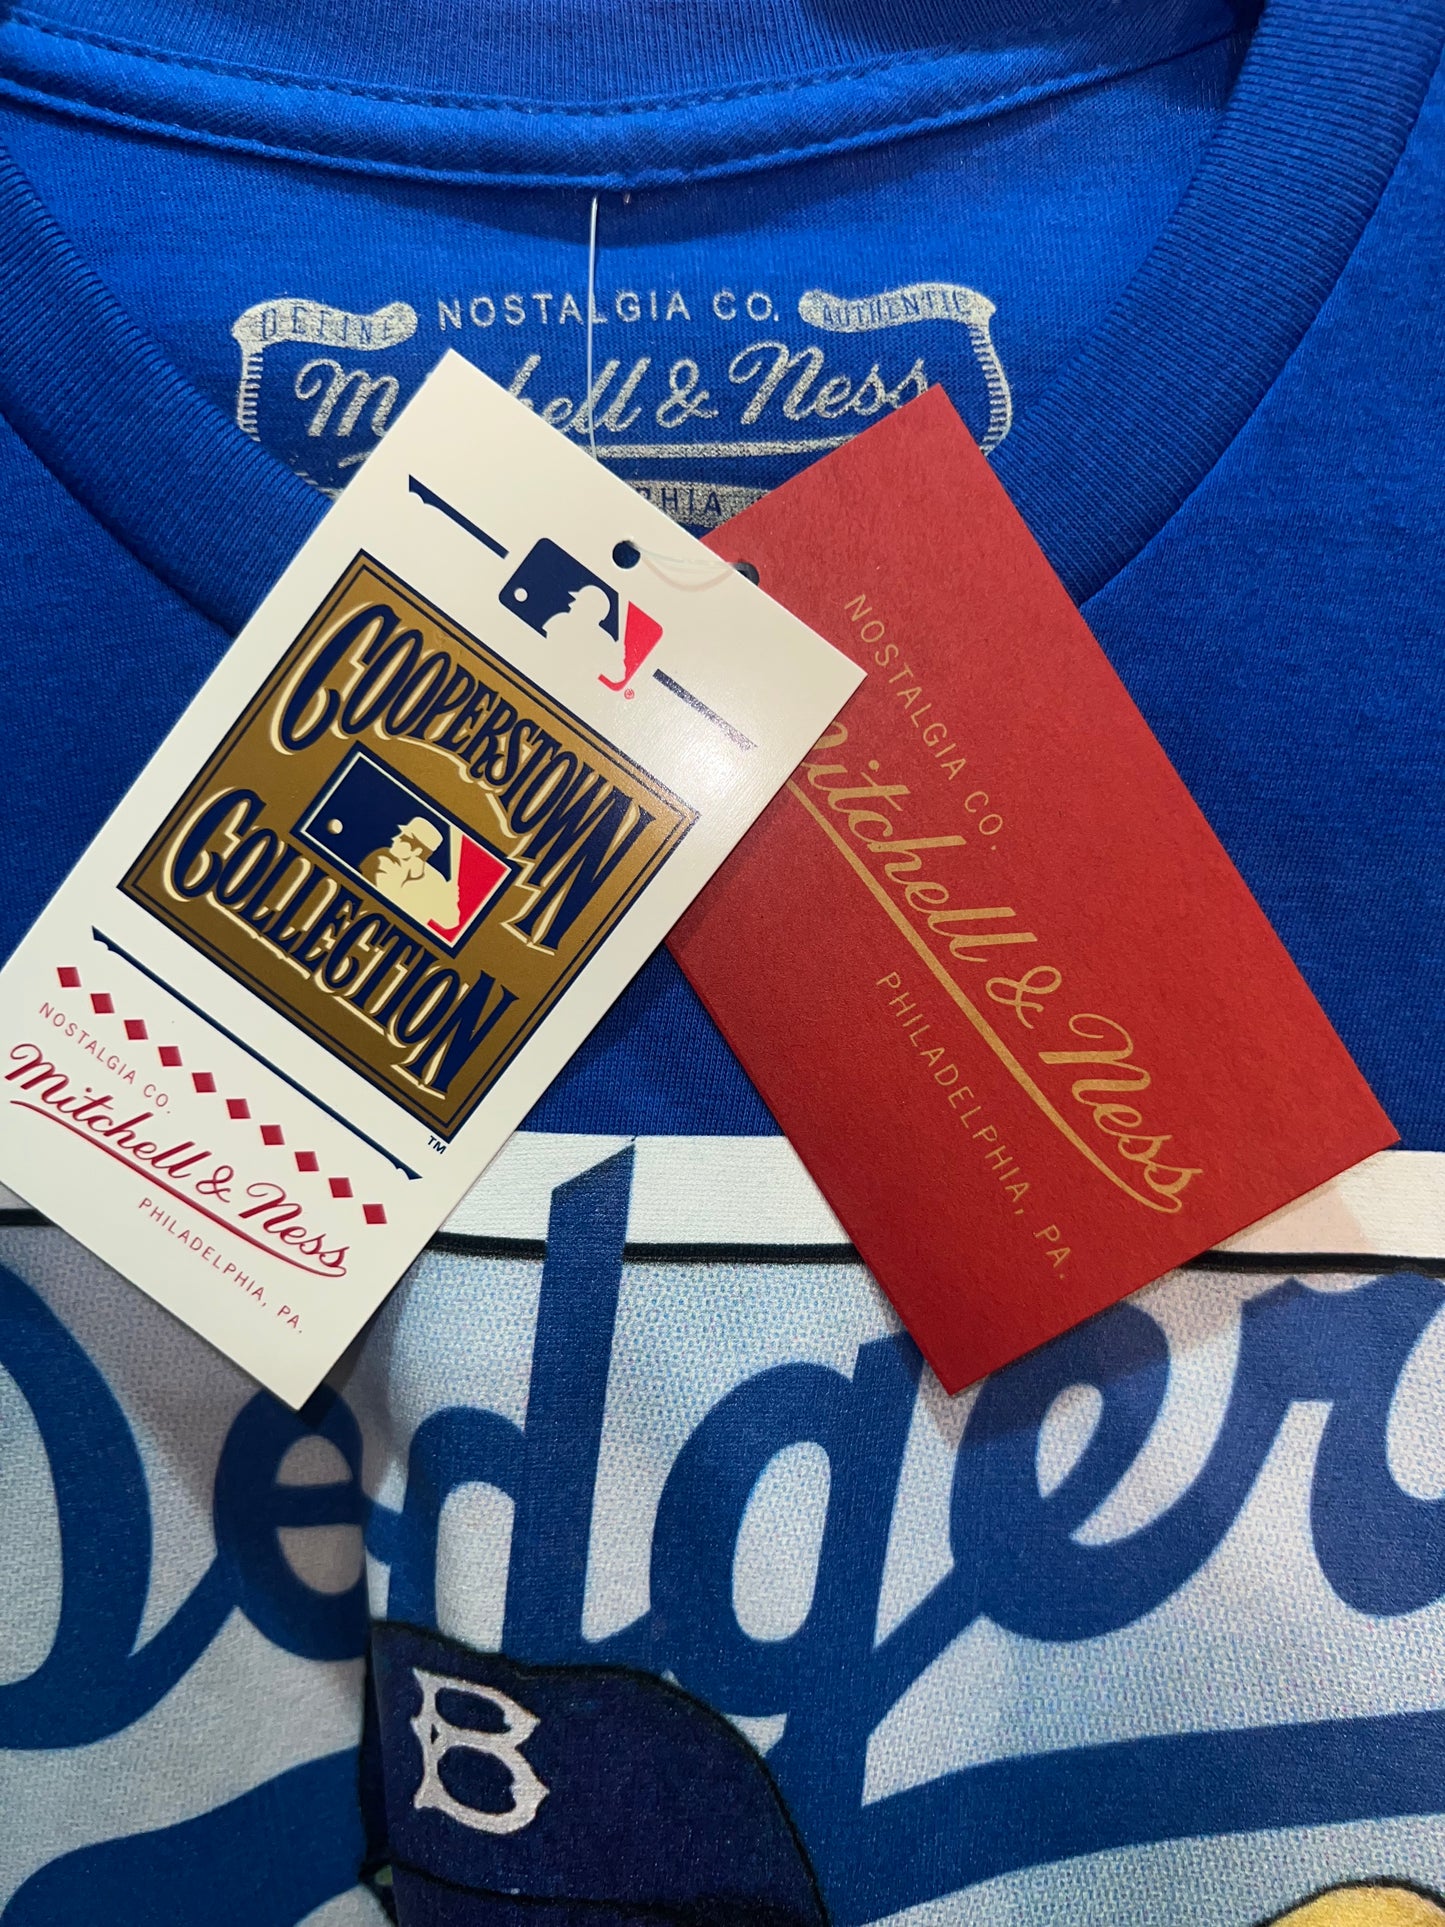 DEFINE NOSTALGIA CO. AUTHENTIC
Mitchell & Ness
COOPERSTOWN
COLLECTION
TM
NOSTALGIA CO.
Mitchell & Ness
PHILADELPHIA, PA.
NOSTALGIA CO.
Mitchell & Ness
PHILADELPHIA, PA.
Dodgers
B